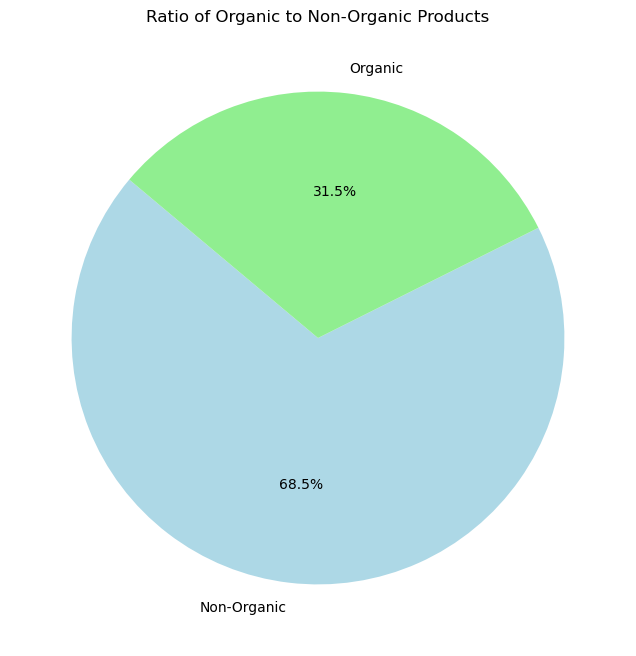 Ratio of Organic to Non-Organic Products
Organic
31.5%
68.5%
Non-Organic